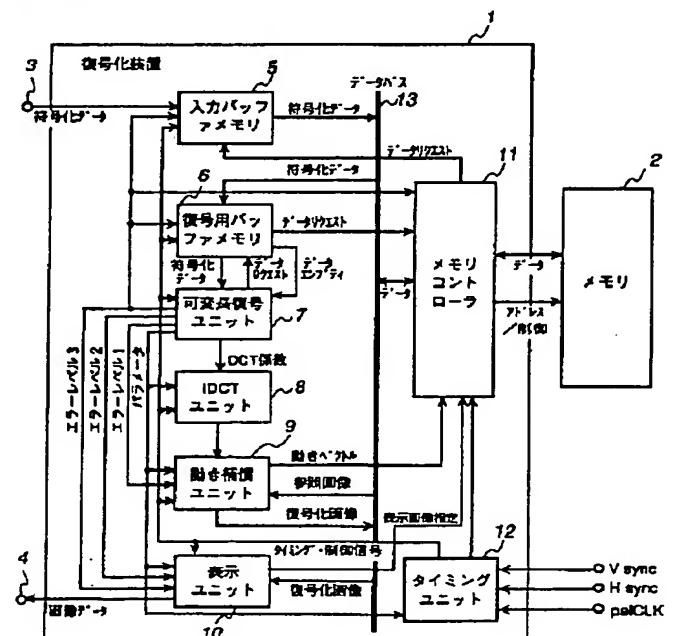 1
復号化装置
3
符号化データ
5
入力バッフ
ァメモリ
符号化データ
データバス
13
データリクエスト
符号化データ
11
2
6
復号用バッ
ファメモリ
データリクエスト
符号化
データ
データ
リクエスト
データ
エンプティ
可変長復号
ユニット
7
データ
メモリ
コント
ローラ
データ
アドレス
/制御
メモリ
エラーレベル3
エラーレベル2
エラーレベル1
パラメータ
DCT係数
IDCT
ユニット
8
9
動き補償
ユニット
動きベクトル
参照画像
復号化画像
表示画像指定
タイミング・制御信号
12
4
画像データ
表示
ユニット
10
復号化画像
タイミング
ユニット
V sync
H sync
pelCLK